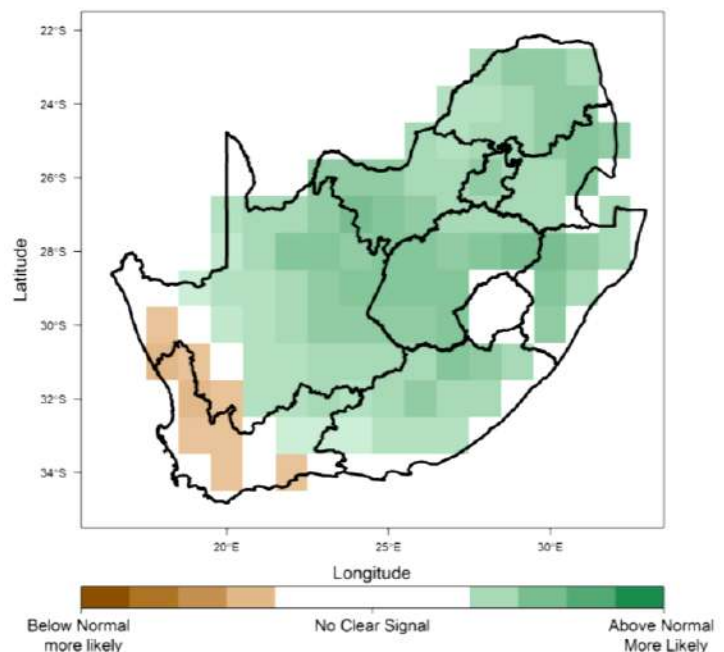 22°S
24°S
26°S
28°S
30°S
32°S
34°S
Latitude
20°E
25°E
30°E
Longitude
Below Normal
more likely
No Clear Signal
Above Normal
More Likely